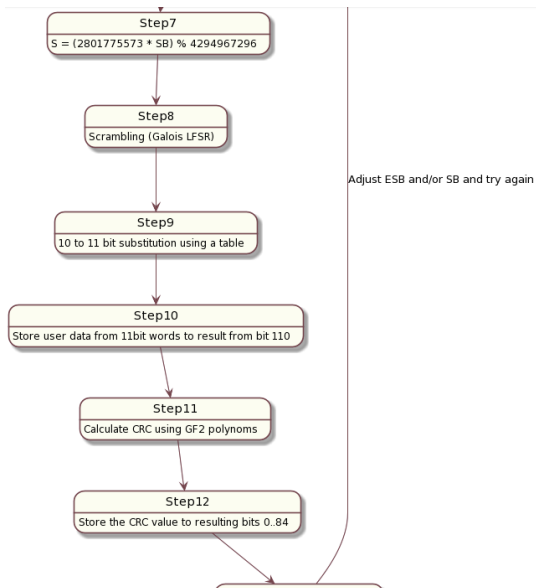 Step7
S = (2801775573 * SB) % 4294967296
Step8
Scrambling (Galois LFSR)
Adjust ESB and/or SB and try again
Step9
10 to 11 bit substitution using a table
Step10
Store user data from 11bit words to result from bit 110
Step11
Calculate CRC using GF2 polynoms
Step12
Store the CRC value to resulting bits 0..84